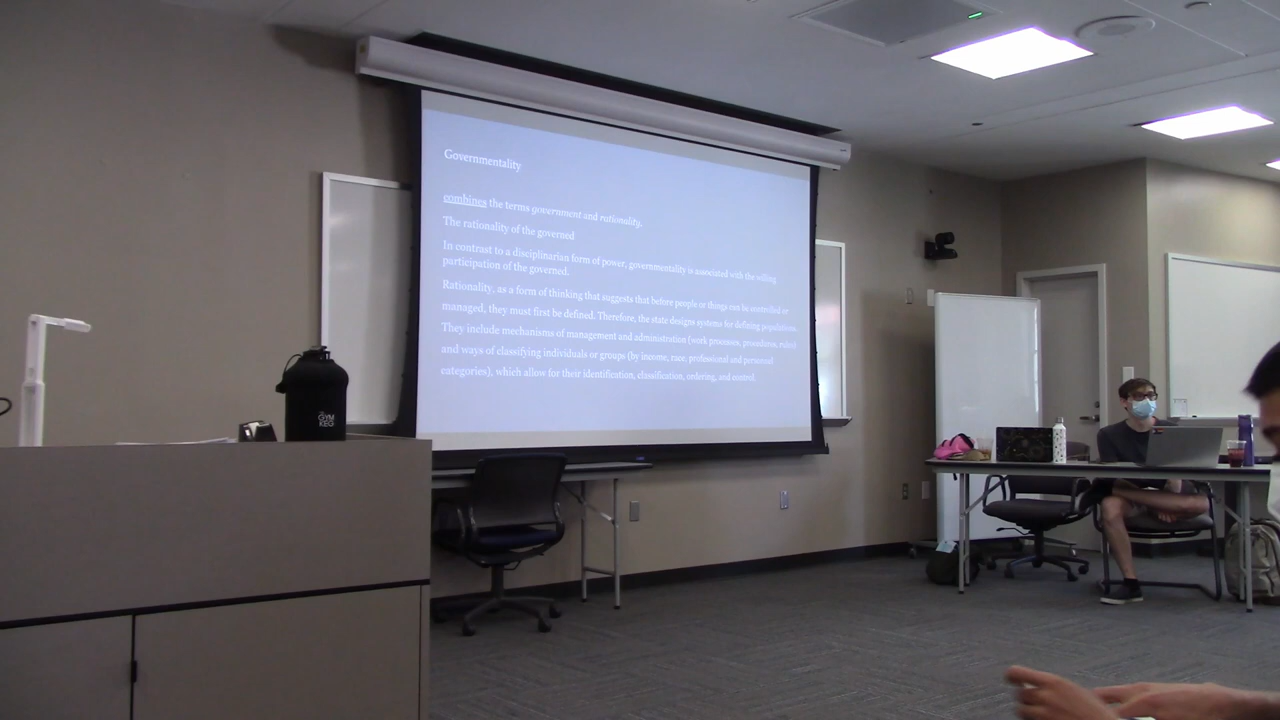 Governmentality
combines the terms government and rationality.
The rationality of the governed
In contrast to a disciplinarian form of power, governmentality is associated with the willing
participation of the governed.
Rationality, as a form of thinking that suggests that before people or things can be controlled or
managed, they must first be defined. Therefore, the state designs systems for defining populations.
They include mechanisms of management and administration (work processes, procedures, rules)
and ways of classifying individuals or groups (by income, race, professional and personnel
categories), which allow for their identification, classification, ordering, and control.
THE
GYM
KEG